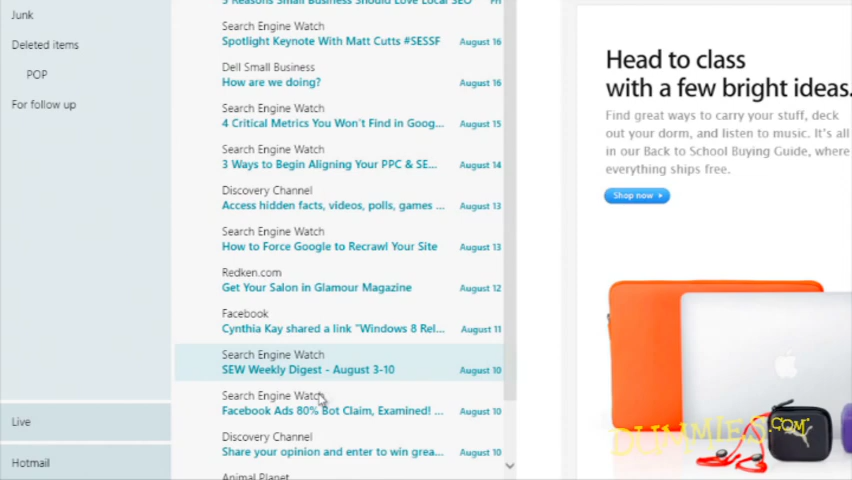 Junk
Deleted items
POP
For follow up
Live
Hotmail
5 Reasons Small Business Should Love Local SEO
Fri
Search Engine Watch
Spotlight Keynote With Matt Cutts #SESSF August 16
Dell Small Business
How are we doing? August 16
Search Engine Watch
4 Critical Metrics You Won't Find in Goog... August 15
Search Engine Watch
3 Ways to Begin Aligning Your PPC & SE... August 14
Discovery Channel
Access hidden facts, videos, polls, games ... August 13
Search Engine Watch
How to Force Google to Recrawl Your Site August 13
Redken.com
Get Your Salon in Glamour Magazine August 12
Facebook
Cynthia Kay shared a link "Windows 8 Rel... August 11
Search Engine Watch
SEW Weekly Digest - August 3-10 August 10
Search Engine Watch
Facebook Ads 80% Bot Claim, Examined! ... August 10
Discovery Channel
Share your opinion and enter to win grea... August 10
Animal Planet
Head to class
with a few bright ideas.
Find great ways to carry your stuff, deck
out your dorm, and listen to music. It's all
in our Back to School Buying Guide, where
everything ships free.
Shop now
DUMMIES.COM